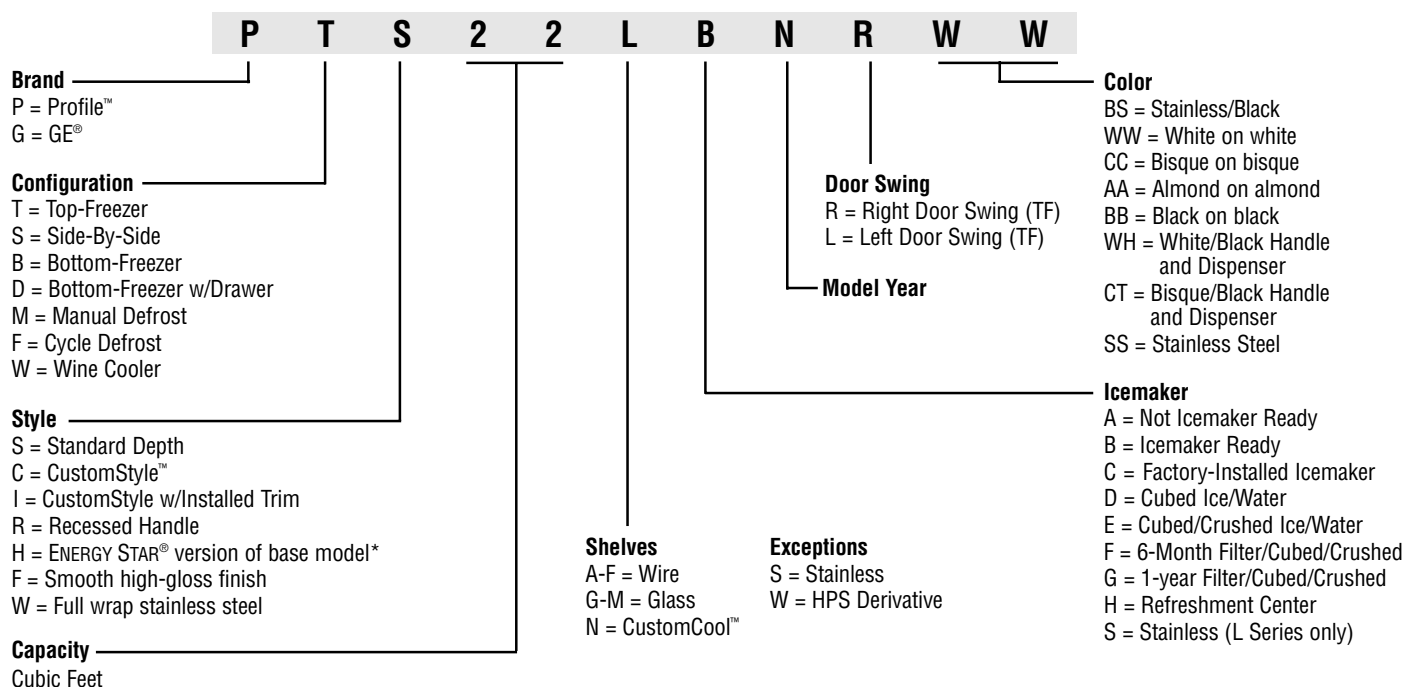 P T S 2 2 L B N R W W
Brand
P = Profile™
G = GE®
Configuration
T = Top-Freezer
S = Side-By-Side
B = Bottom-Freezer
D = Bottom-Freezer w/Drawer
M = Manual Defrost
F = Cycle Defrost
W = Wine Cooler
Style
S = Standard Depth
C = CustomStyle™
I = CustomStyle w/Installed Trim
R = Recessed Handle
H = ENERGY STAR® version of base model*
F = Smooth high-gloss finish
W = Full wrap stainless steel
Capacity
Cubic Feet
Shelves
A-F = Wire
G-M = Glass
N = CustomCool™
Exceptions
S = Stainless
W = HPS Derivative
Door Swing
R = Right Door Swing (TF)
L = Left Door Swing (TF)
Model Year
Color
BS = Stainless/Black
WW = White on white
CC = Bisque on bisque
AA = Almond on almond
BB = Black on black
WH = White/Black Handle
and Dispenser
CT = Bisque/Black Handle
and Dispenser
SS = Stainless Steel
Icemaker
A = Not Icemaker Ready
B = Icemaker Ready
C = Factory-Installed Icemaker
D = Cubed Ice/Water
E = Cubed/Crushed Ice/Water
F = 6-Month Filter/Cubed/Crushed
G = 1-year Filter/Cubed/Crushed
H = Refreshment Center
S = Stainless (L Series only)